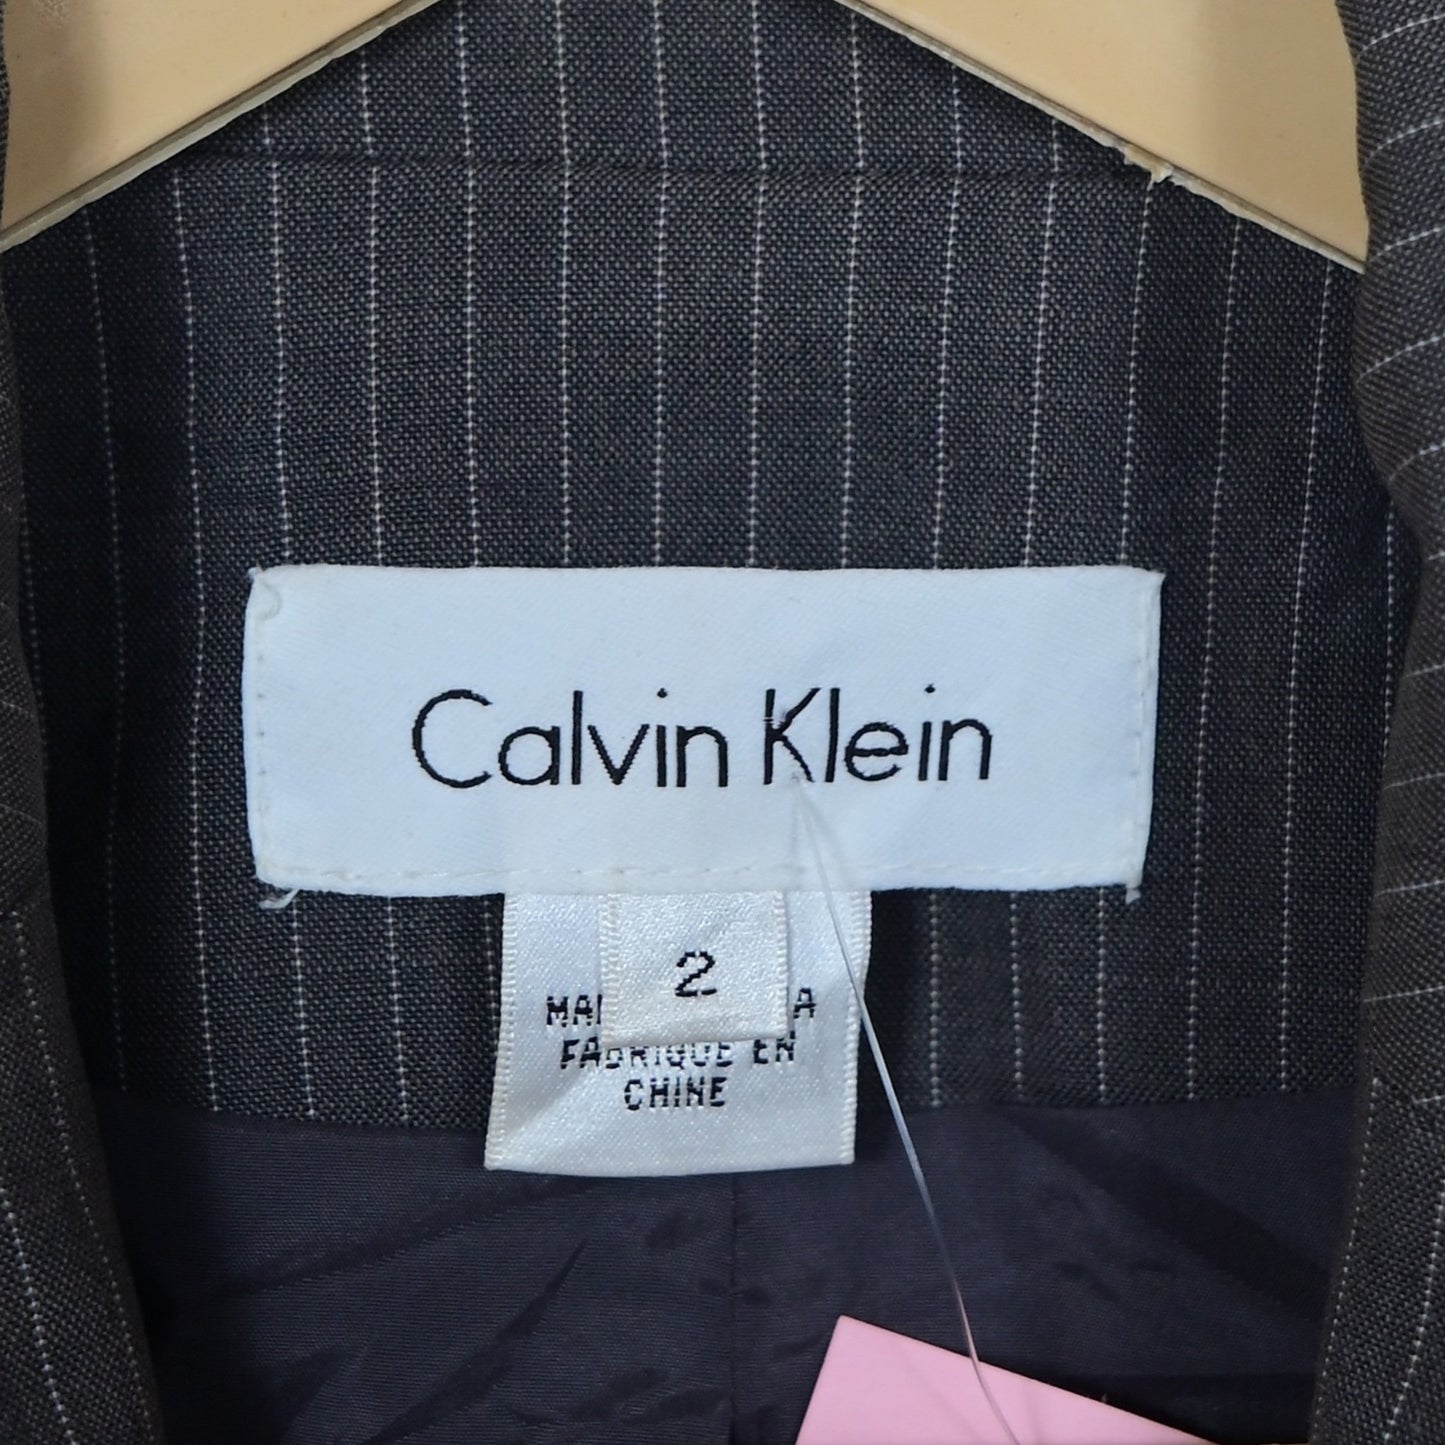 Calvin Klein
2
FABRIQUE EN
CHINE